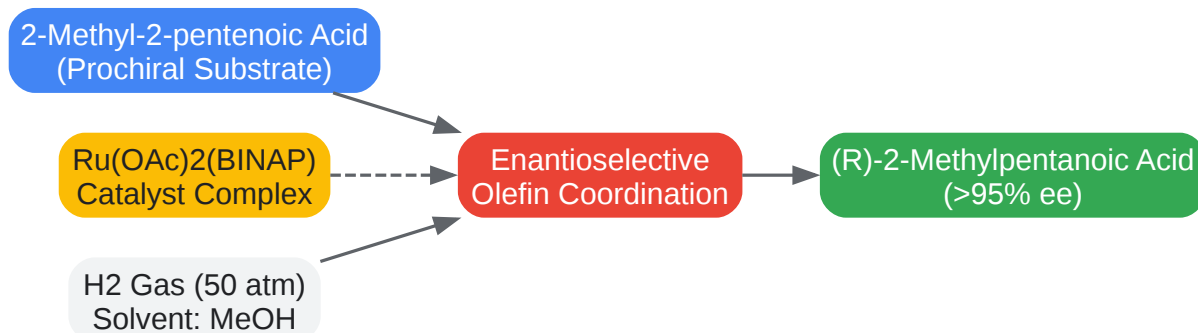 2-Methyl-2-pentenoic Acid
(Prochiral Substrate)
Ru(OAc)2(BINAP)
Catalyst Complex
H2 Gas (50 atm)
Solvent: MeOH
Enantioselective
Olefin Coordination
(R)-2-Methylpentanoic Acid
(>95% ee)